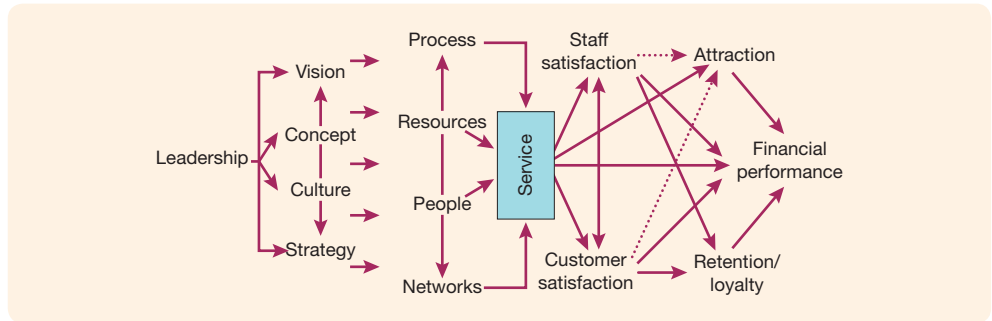 Leadership
Vision
Concept
Culture
Strategy
Process
Resources
People
Networks
Service
Staff
satisfaction
Customer
satisfaction
Attraction
Financial
performance
Retention/
loyalty